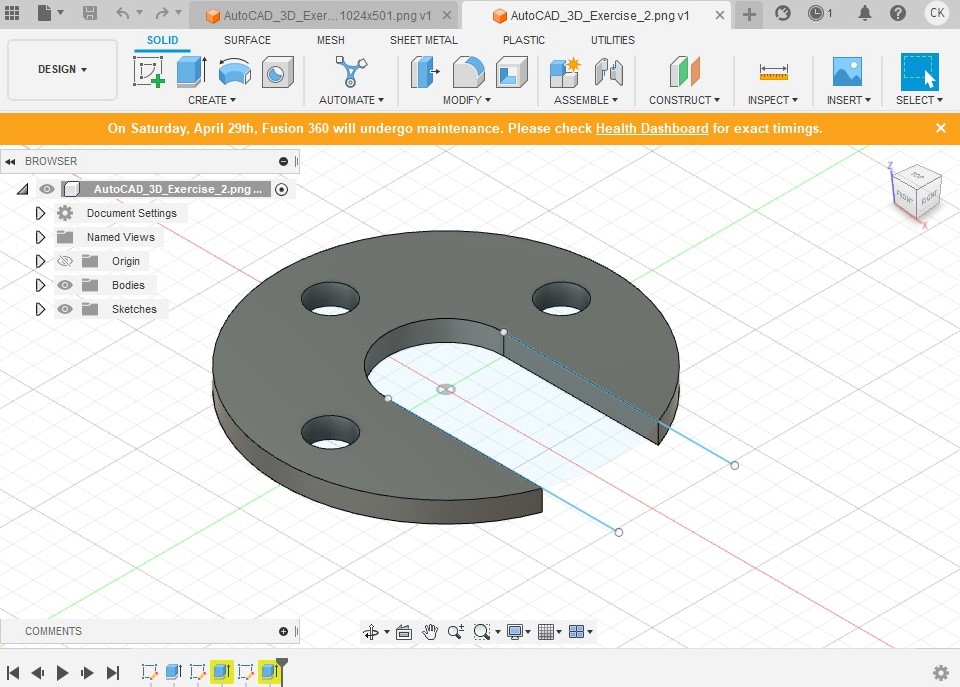 AutoCAD_3D_Exer...1024x501.png v1
AutoCAD_3D_Exercise_2.png v1
1
CK
SOLID SURFACE MESH SHEET METAL PLASTIC UTILITIES
DESIGN
CREATE AUTOMATE MODIFY ASSEMBLE CONSTRUCT INSPECT INSERT SELECT
On Saturday, April 29th, Fusion 360 will undergo maintenance. Please check Health Dashboard for exact timings.
BROWSER
AutoCAD_3D_Exercise_2.png ...
Document Settings
Named Views
Origin
Bodies
Sketches
Z
TOP
FRONT RIGHT
X
COMMENTS